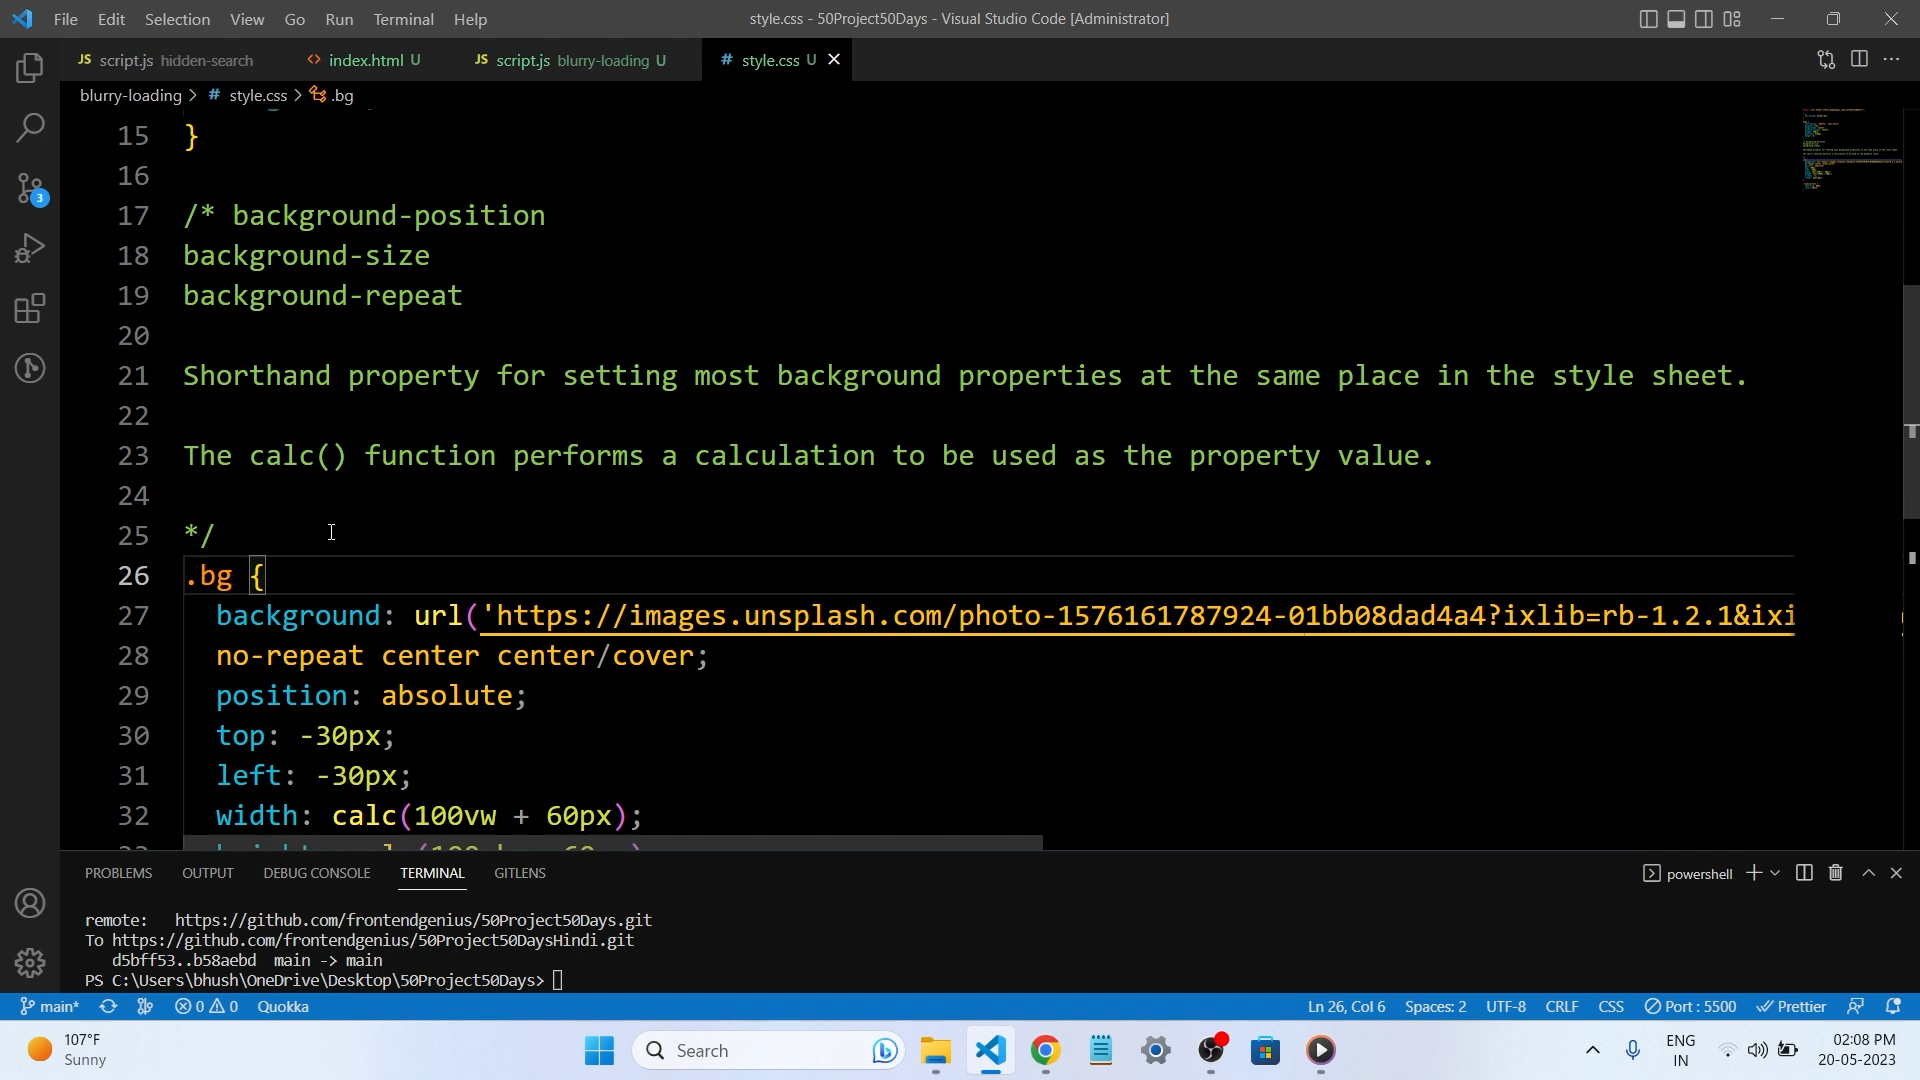 File Edit Selection View Go Run Terminal Help
style.css - 50Project50Days - Visual Studio Code [Administrator]
JS script.js hidden-search
<> index.html U
JS script.js blurry-loading U
# style.css U
blurry-loading > # style.css > .bg
15 }
16
17 /* background-position
18 background-size
19 background-repeat
20
21 Shorthand property for setting most background properties at the same place in the style sheet.
22
23 The calc() function performs a calculation to be used as the property value.
24
25 */
26 .bg {
27 background: url('https://images.unsplash.com/photo-1576161787924-01bb08dad4a4?ixlib=rb-1.2.1&ixi
28 no-repeat center center/cover;
29 position: absolute;
30 top: -30px;
31 left: -30px;
32 width: calc(100vw + 60px);
3
PROBLEMS OUTPUT DEBUG CONSOLE TERMINAL GITLENS
powershell
remote: https://github.com/frontendgenius/50Project50Days.git
To https://github.com/frontendgenius/50Project50DaysHindi.git
d5bff53..b58aebd main -> main
PS C:\Users\bhush\OneDrive\Desktop\50Project50Days>
main* 0 0 Quokka
Ln 26, Col 6 Spaces: 2 UTF-8 CRLF CSS Port : 5500 Prettier
107°F
Sunny
Search
ENG
IN
02:08 PM
20-05-2023